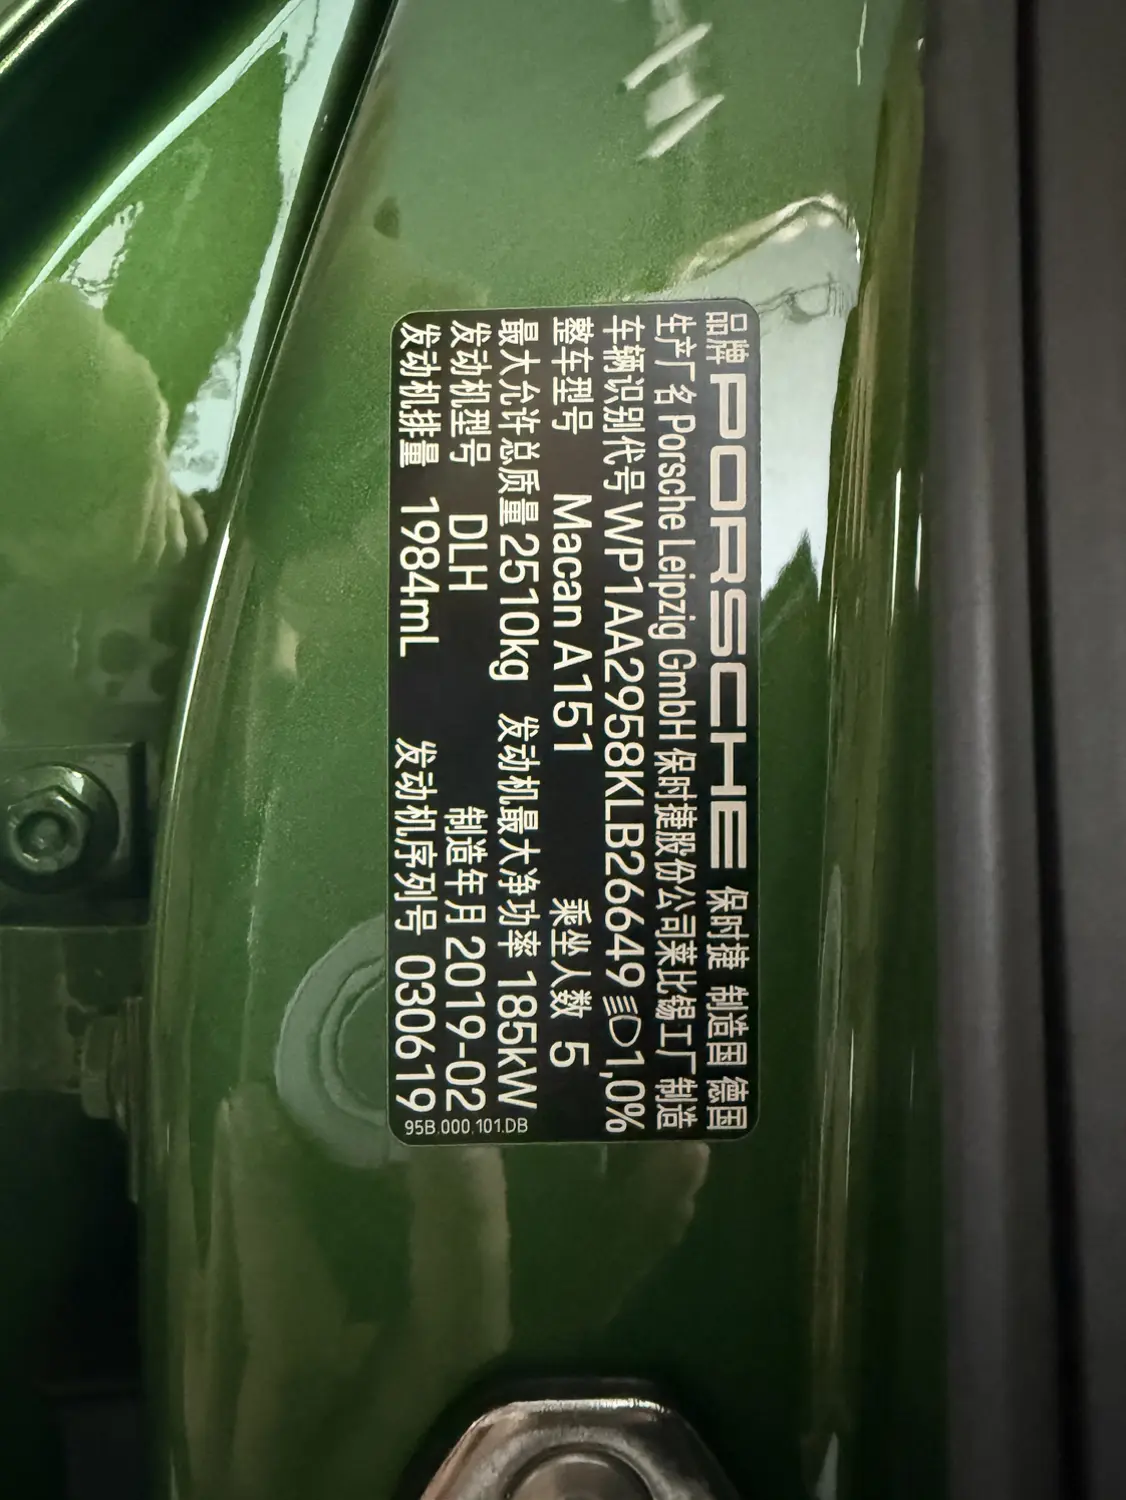 品牌 PORSCHE 保时捷 制造国 德国
生产厂名 Porsche Leipzig GmbH 保时捷股份公司莱比锡工厂制造
车辆识别代号 WP1AA2958KLB26649 1,0%
整车型号 Macan A151 乘坐人数 5
最大允许总质量 2510kg 发动机最大净功率 185kW
发动机型号 DLH 制造年月 2019-02
发动机排量 1984mL 发动机序列号 030619
95B.000.101.DB